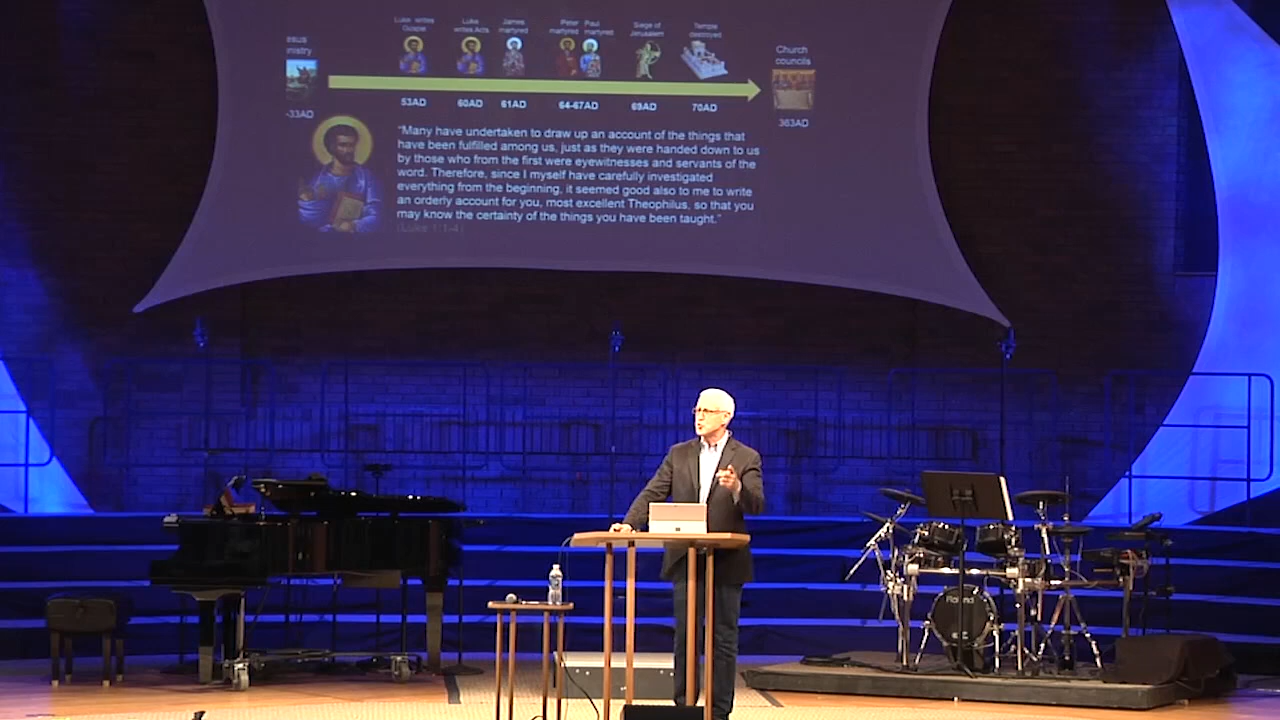 Luke writes
Gospel
Luke
writes Acts
James
martyred
Peter
martyred
Paul
martyred
Siege of
Jerusalem
Temple
destroyed
esus
nistry
Church
councils
53AD
60AD
61AD
64-67AD
69AD
70AD
-33AD
363AD
“Many have undertaken to draw up an account of the things that
have been fulfilled among us, just as they were handed down to us
by those who from the first were eyewitnesses and servants of the
word. Therefore, since I myself have carefully investigated
everything from the beginning, it seemed good also to me to write
an orderly account for you, most excellent Theophilus, so that you
may know the certainty of the things you have been taught.”
(Luke 1:1-4)
Roland